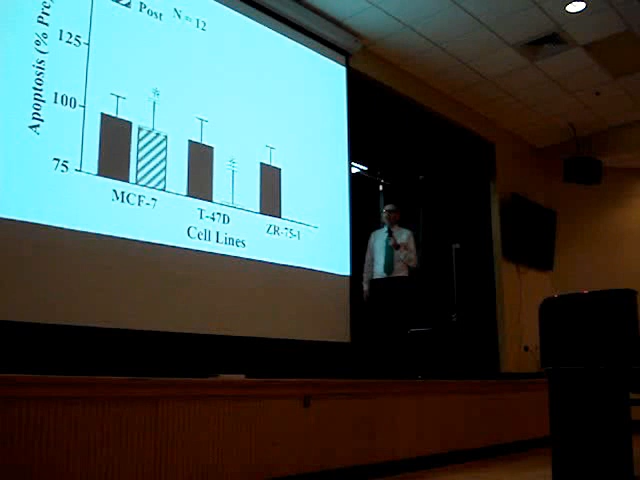 Post N = 12
125
100
75
Apoptosis (% Pre
MCF-7 T-47D ZR-75-1
Cell Lines